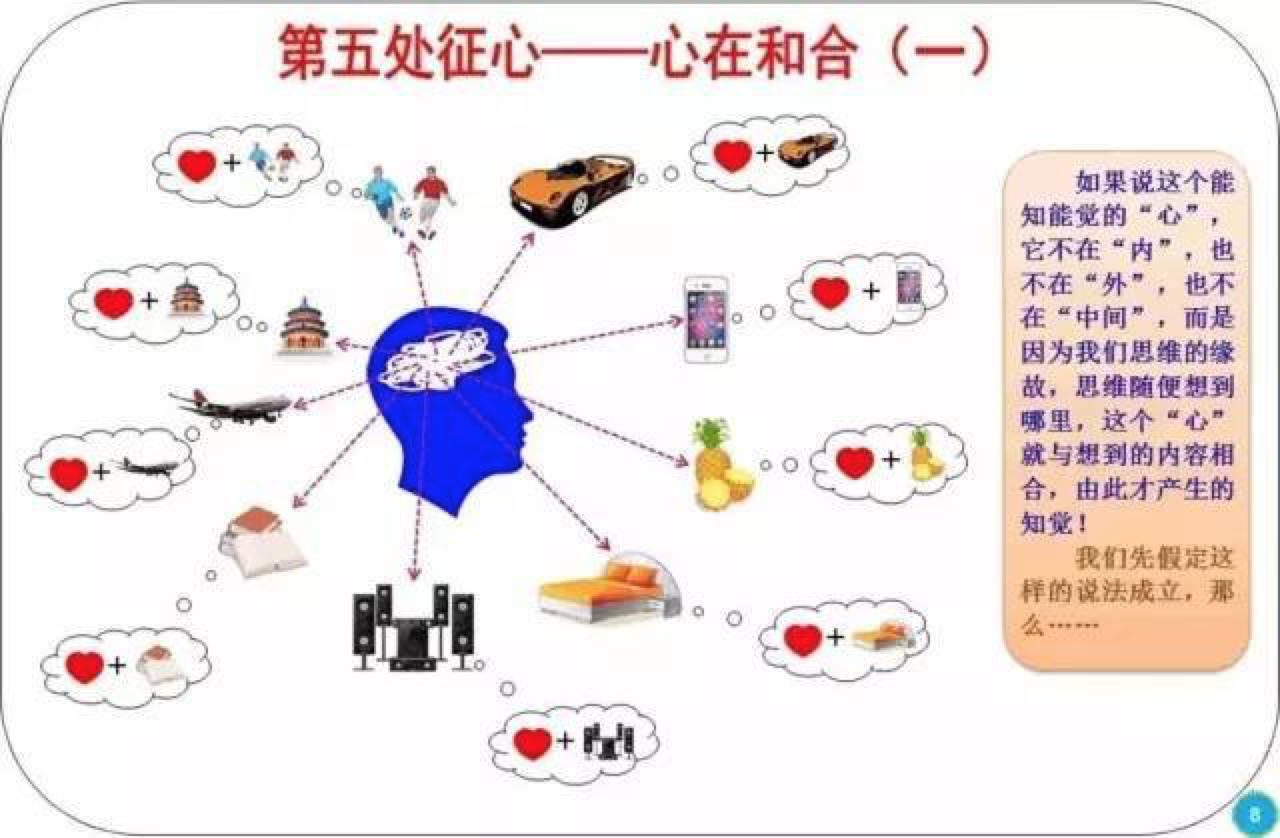 第五处征心——心在和合（一）
如果说这个能
知能觉的“心”，
它不在“内”，也
不在“外”，也不
在“中间”，而是
因为我们思维的缘
故，思维随便想到
哪里，这个“心”
就与想到的内容相
合，由此才产生的
知觉！
我们先假定这
样的说法成立，那
么……
+
+
+
+
+
+
+
+
+
8